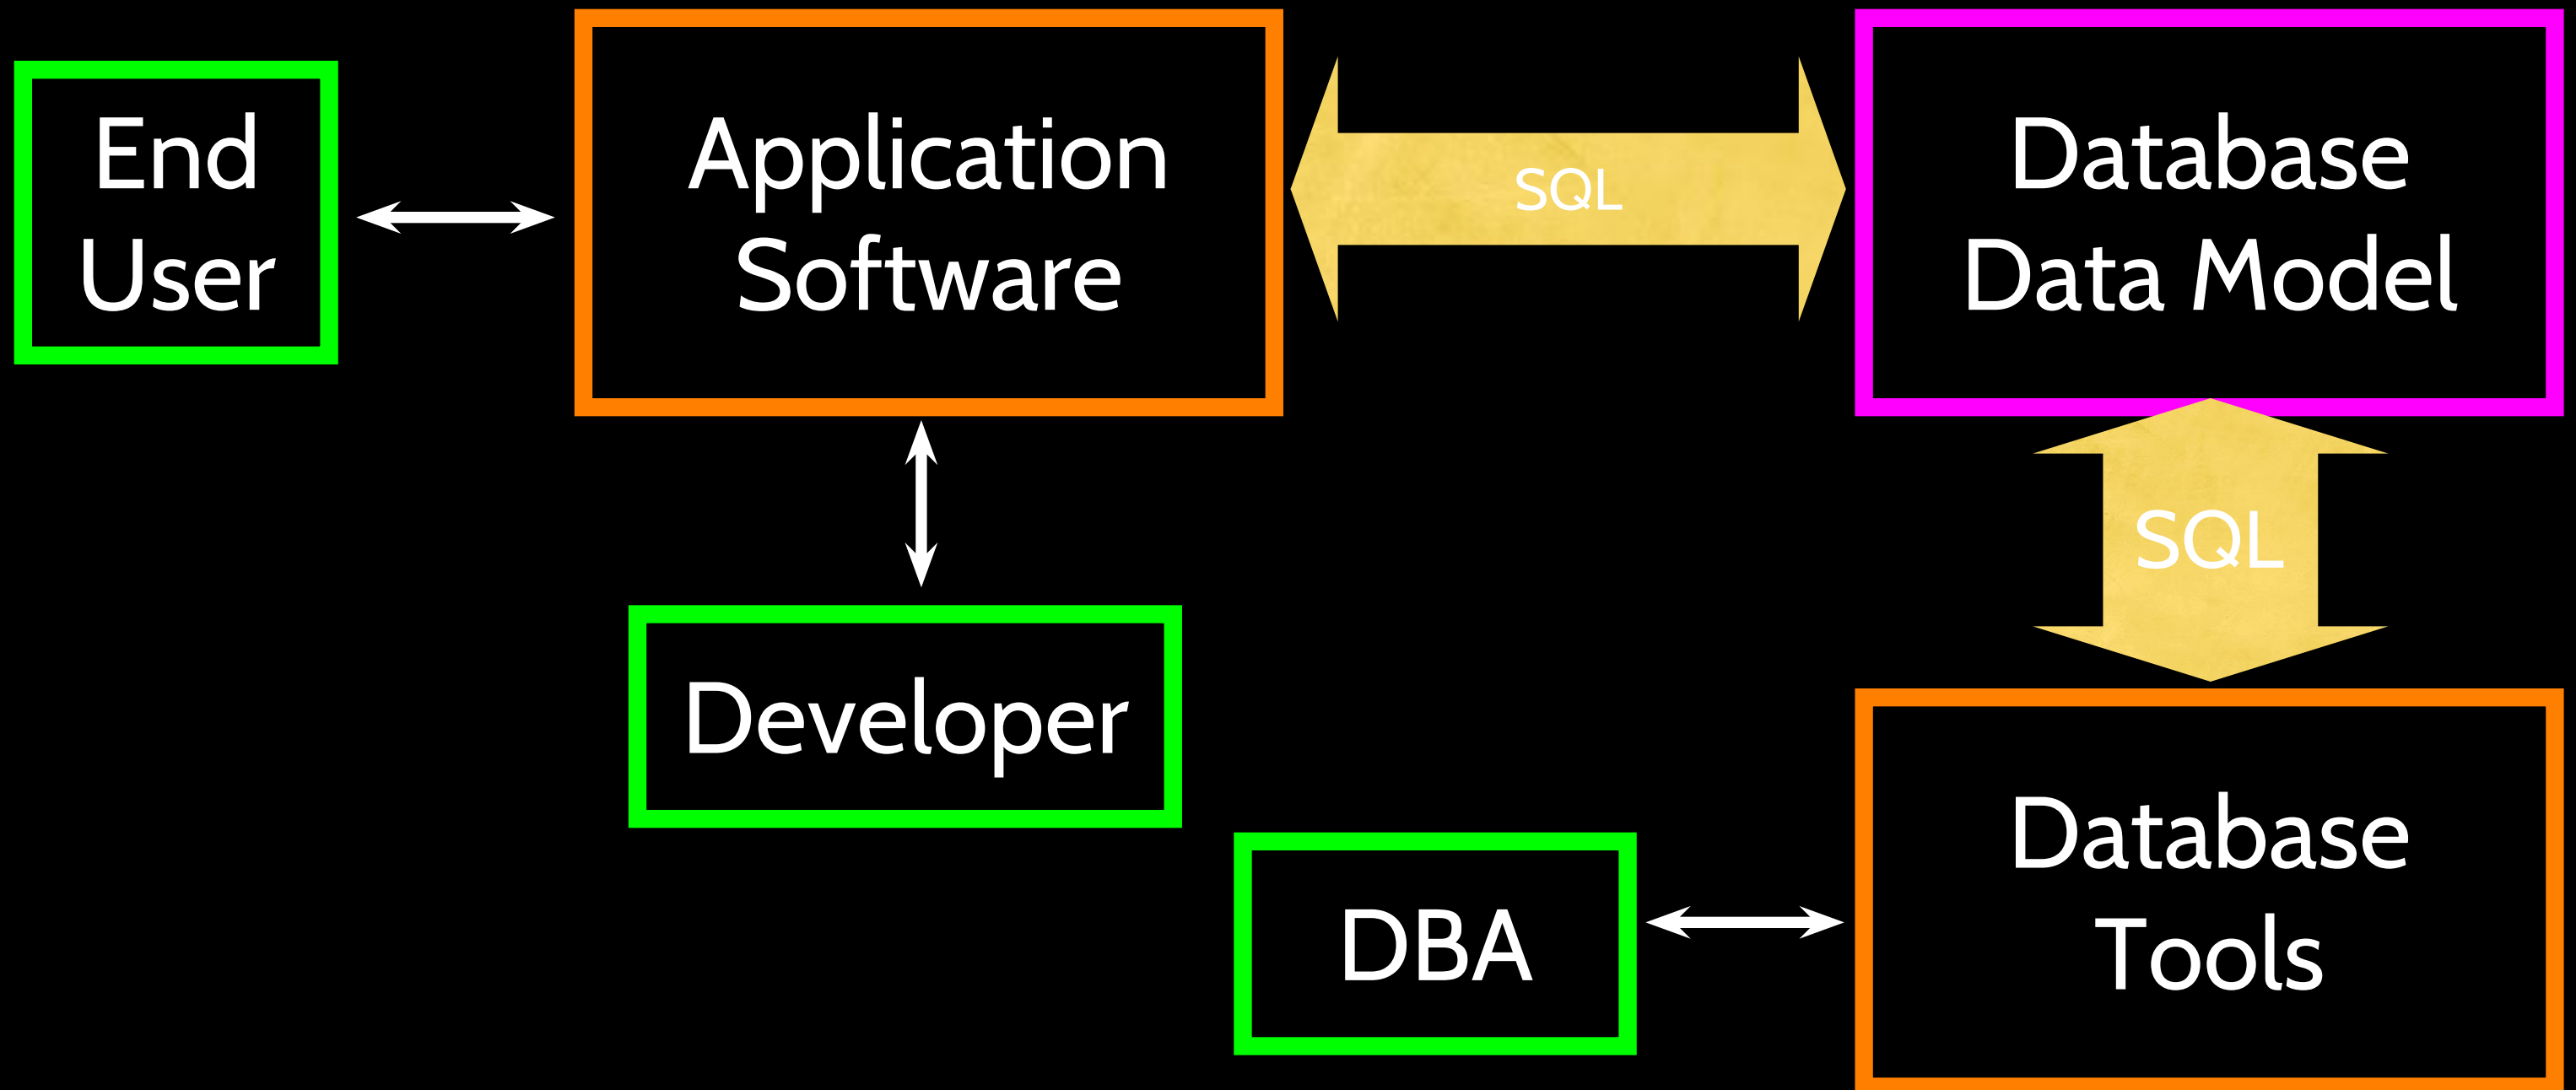 End
User
Application
Software
SQL
Database
Data Model
SQL
Developer
DBA
Database
Tools